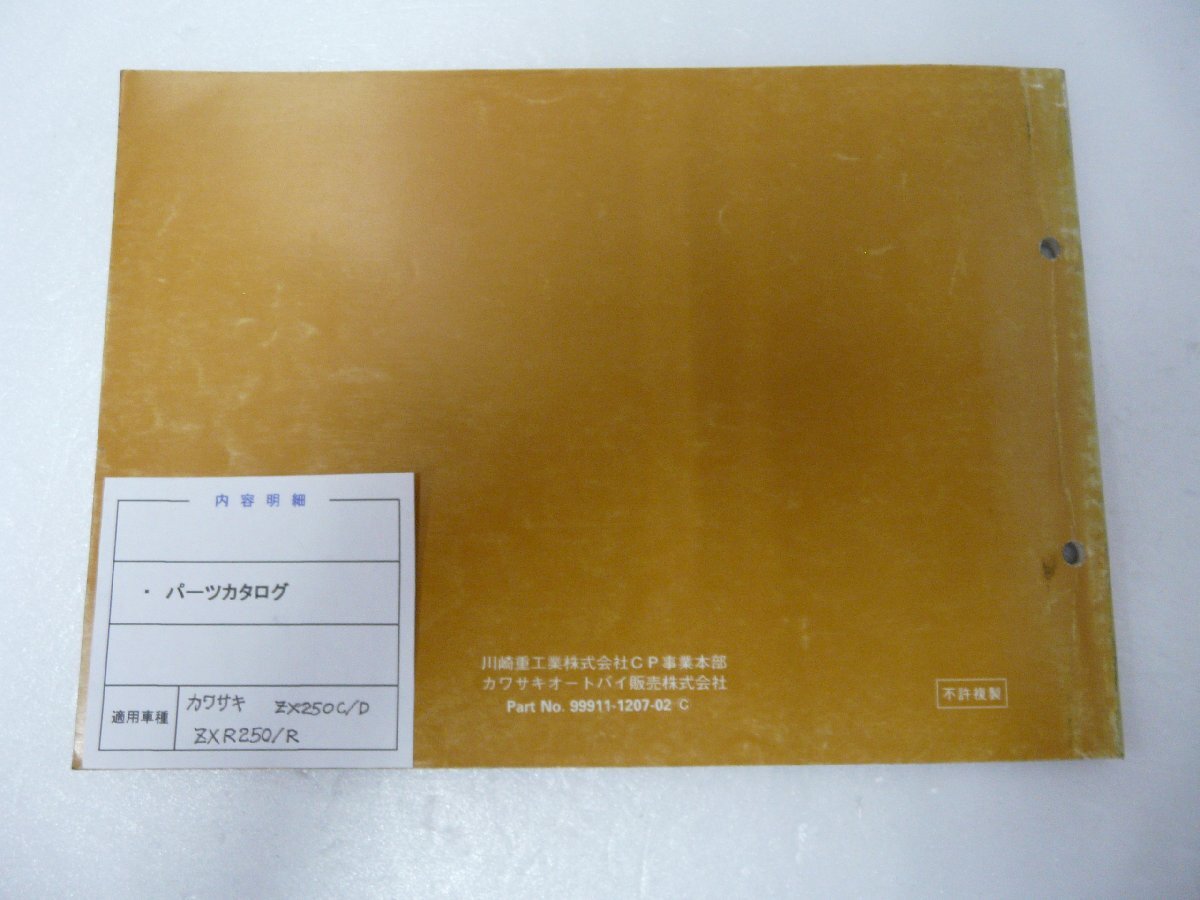 内容明細
・ パーツカタログ
適用車種
カワサキ ZX250C/D
ZXR250/R
川崎重工業株式会社CP事業本部
カワサキオートバイ販売株式会社
Part No. 99911-1207-02 C
不許複製